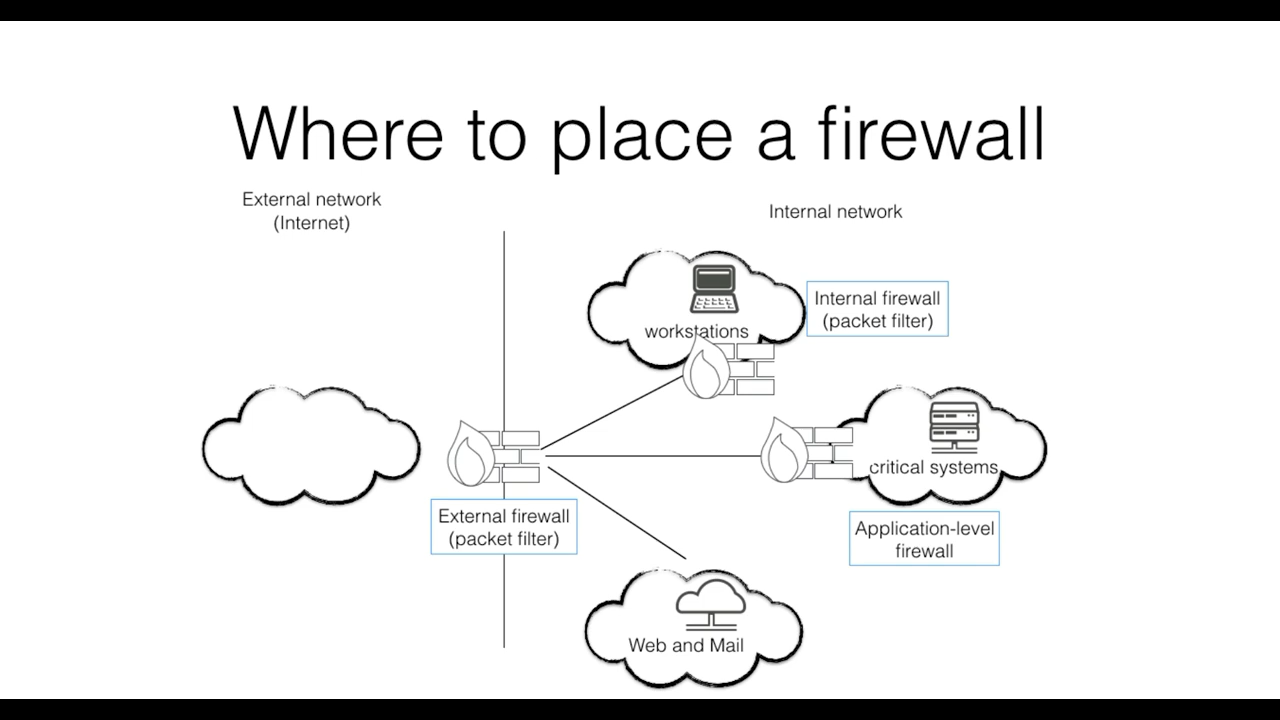 Where to place a firewall
External network
(Internet)
Internal network
workstations
Internal firewall
(packet filter)
critical systems
External firewall
(packet filter)
Application-level
firewall
Web and Mail